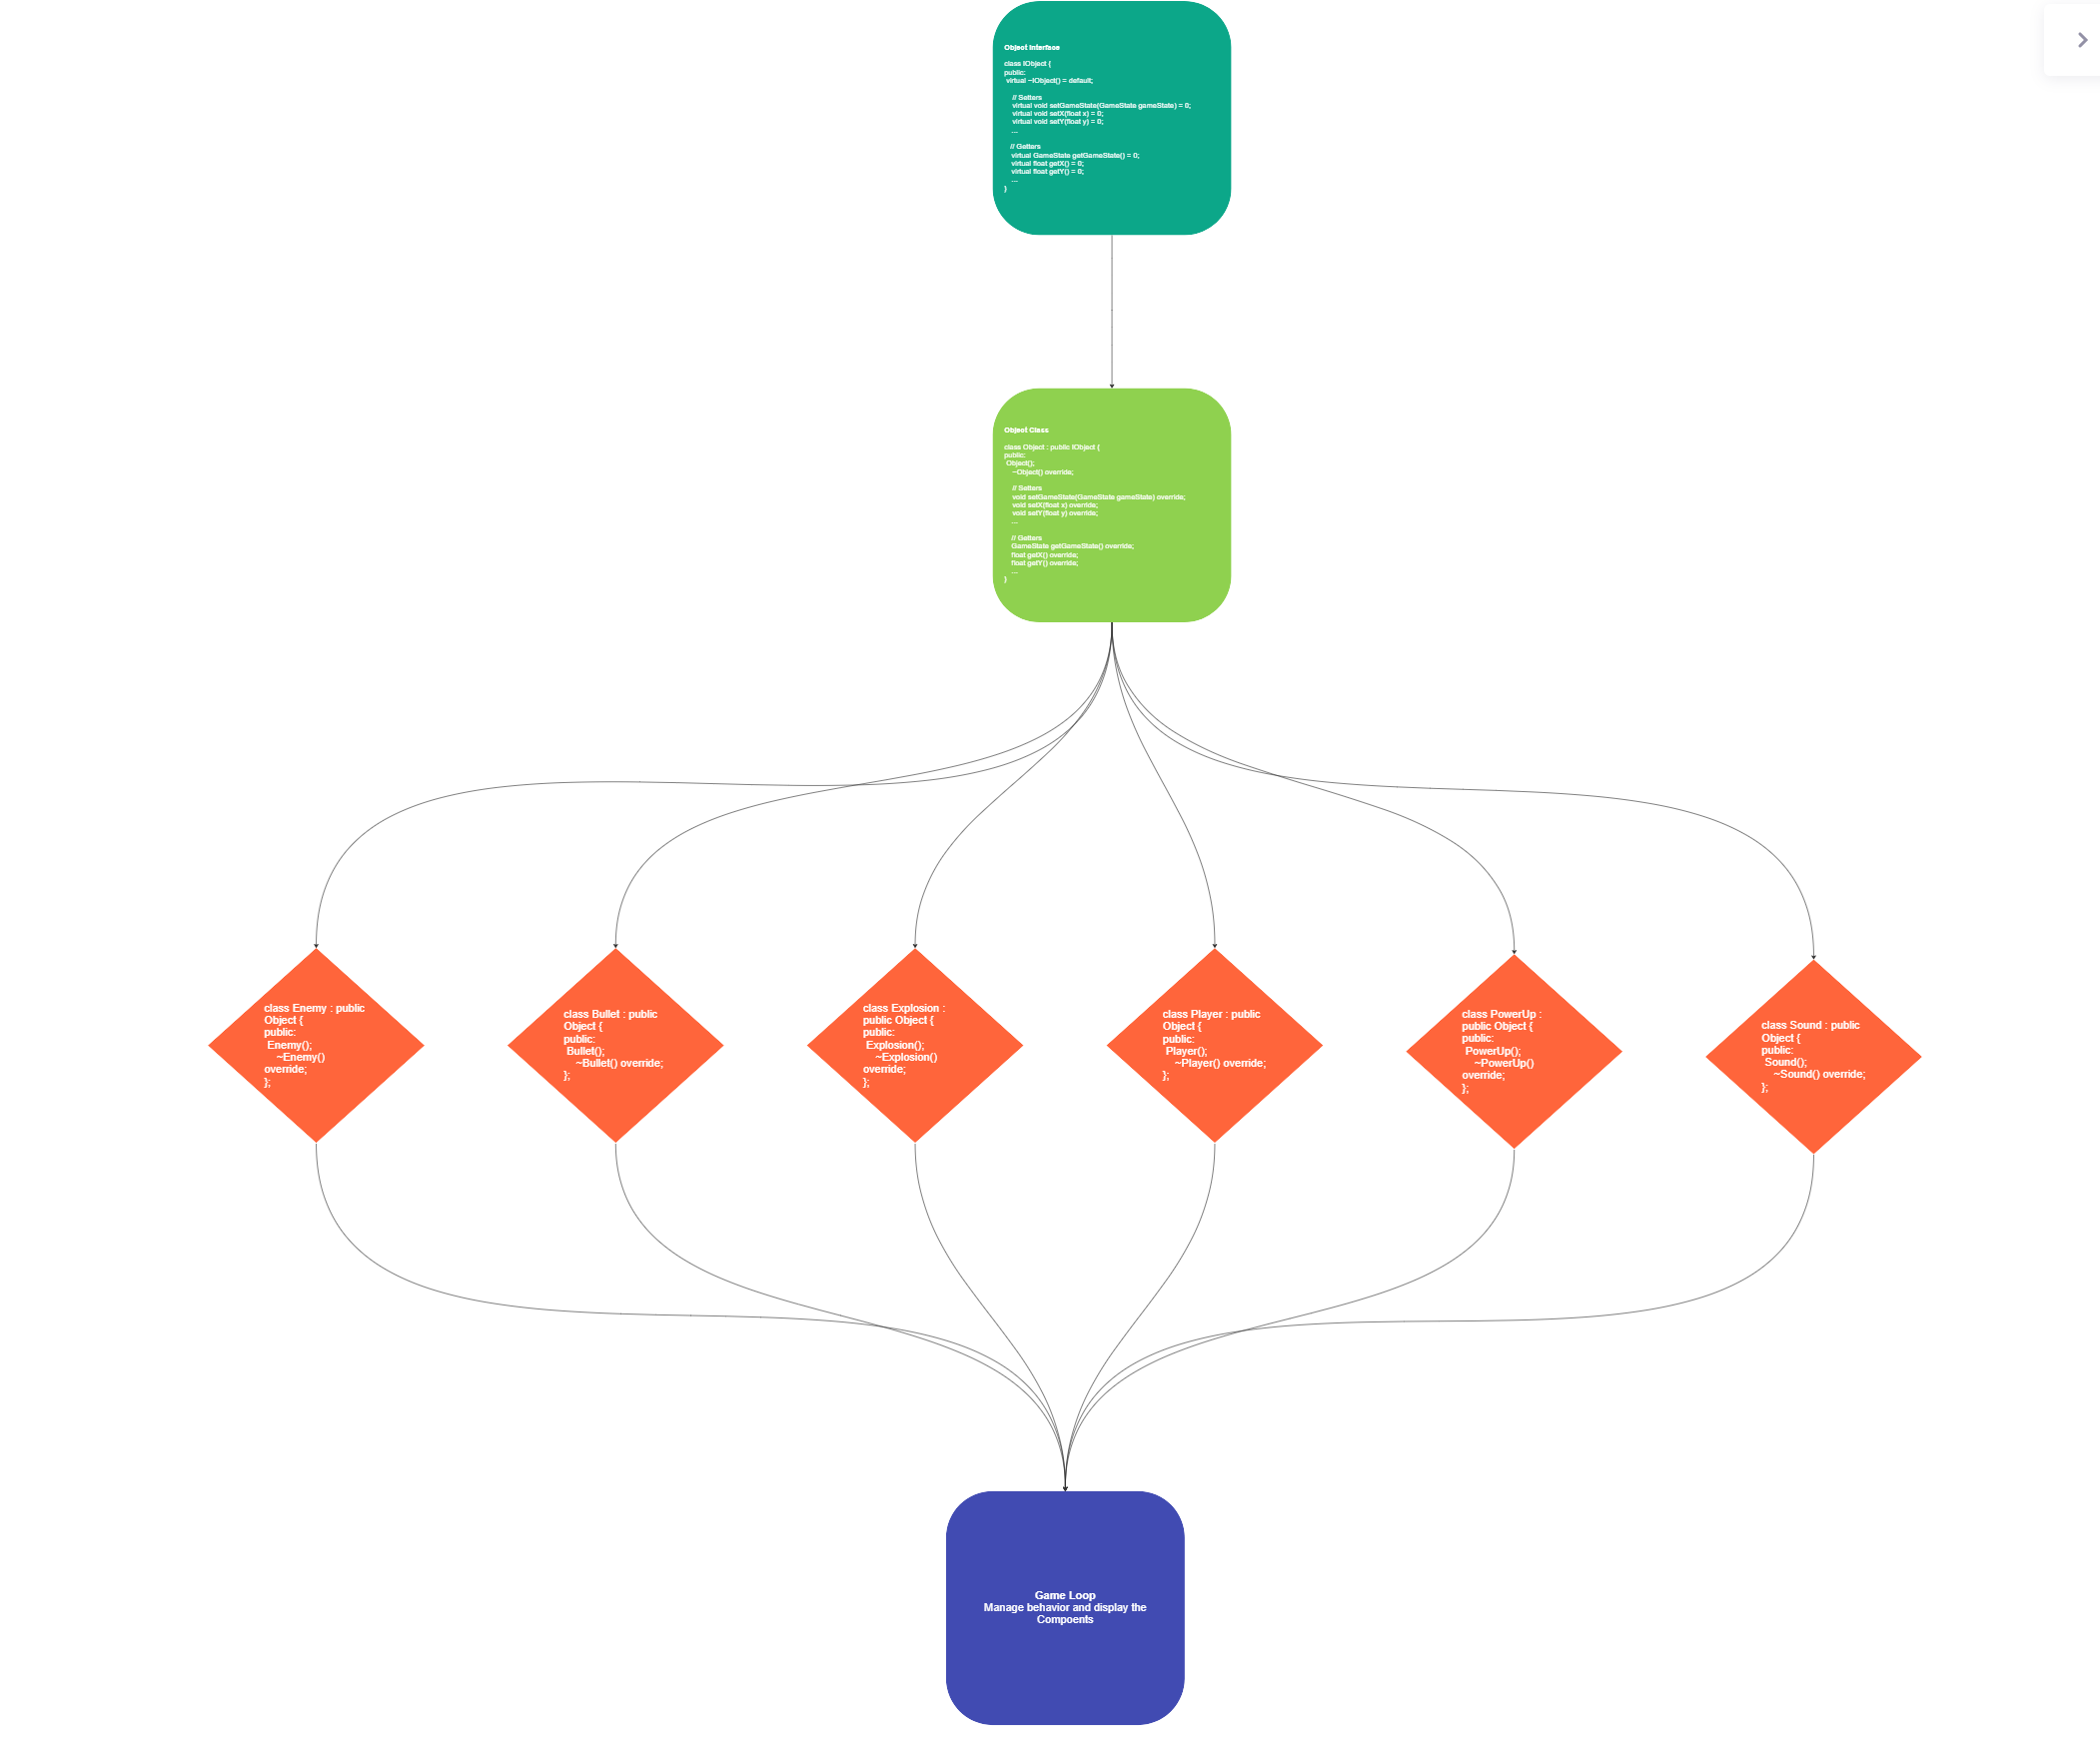 Object Interface
class IObject {
public:
virtual ~IObject() = default;
// Setters
virtual void setGameState(GameState gameState) = 0;
virtual void setX(float x) = 0;
virtual void setY(float y) = 0;
...
// Getters
virtual GameState getGameState() = 0;
virtual float getX() = 0;
virtual float getY() = 0;
...
}
Object Class
class Object : public IObject {
public:
Object();
~Object() override;
// Setters
void setGameState(GameState gameState) override;
void setX(float x) override;
void setY(float y) override;
...
// Getters
GameState getGameState() override;
float getX() override;
float getY() override;
...
}
class Enemy : public
Object {
public:
Enemy();
~Enemy()
override;
};
class Bullet : public
Object {
public:
Bullet();
~Bullet() override;
};
class Explosion :
public Object {
public:
Explosion();
~Explosion()
override;
};
class Player : public
Object {
public:
Player();
~Player() override;
};
class PowerUp :
public Object {
public:
PowerUp();
~PowerUp()
override;
};
class Sound : public
Object {
public:
Sound();
~Sound() override;
};
Game Loop
Manage behavior and display the
Compoents